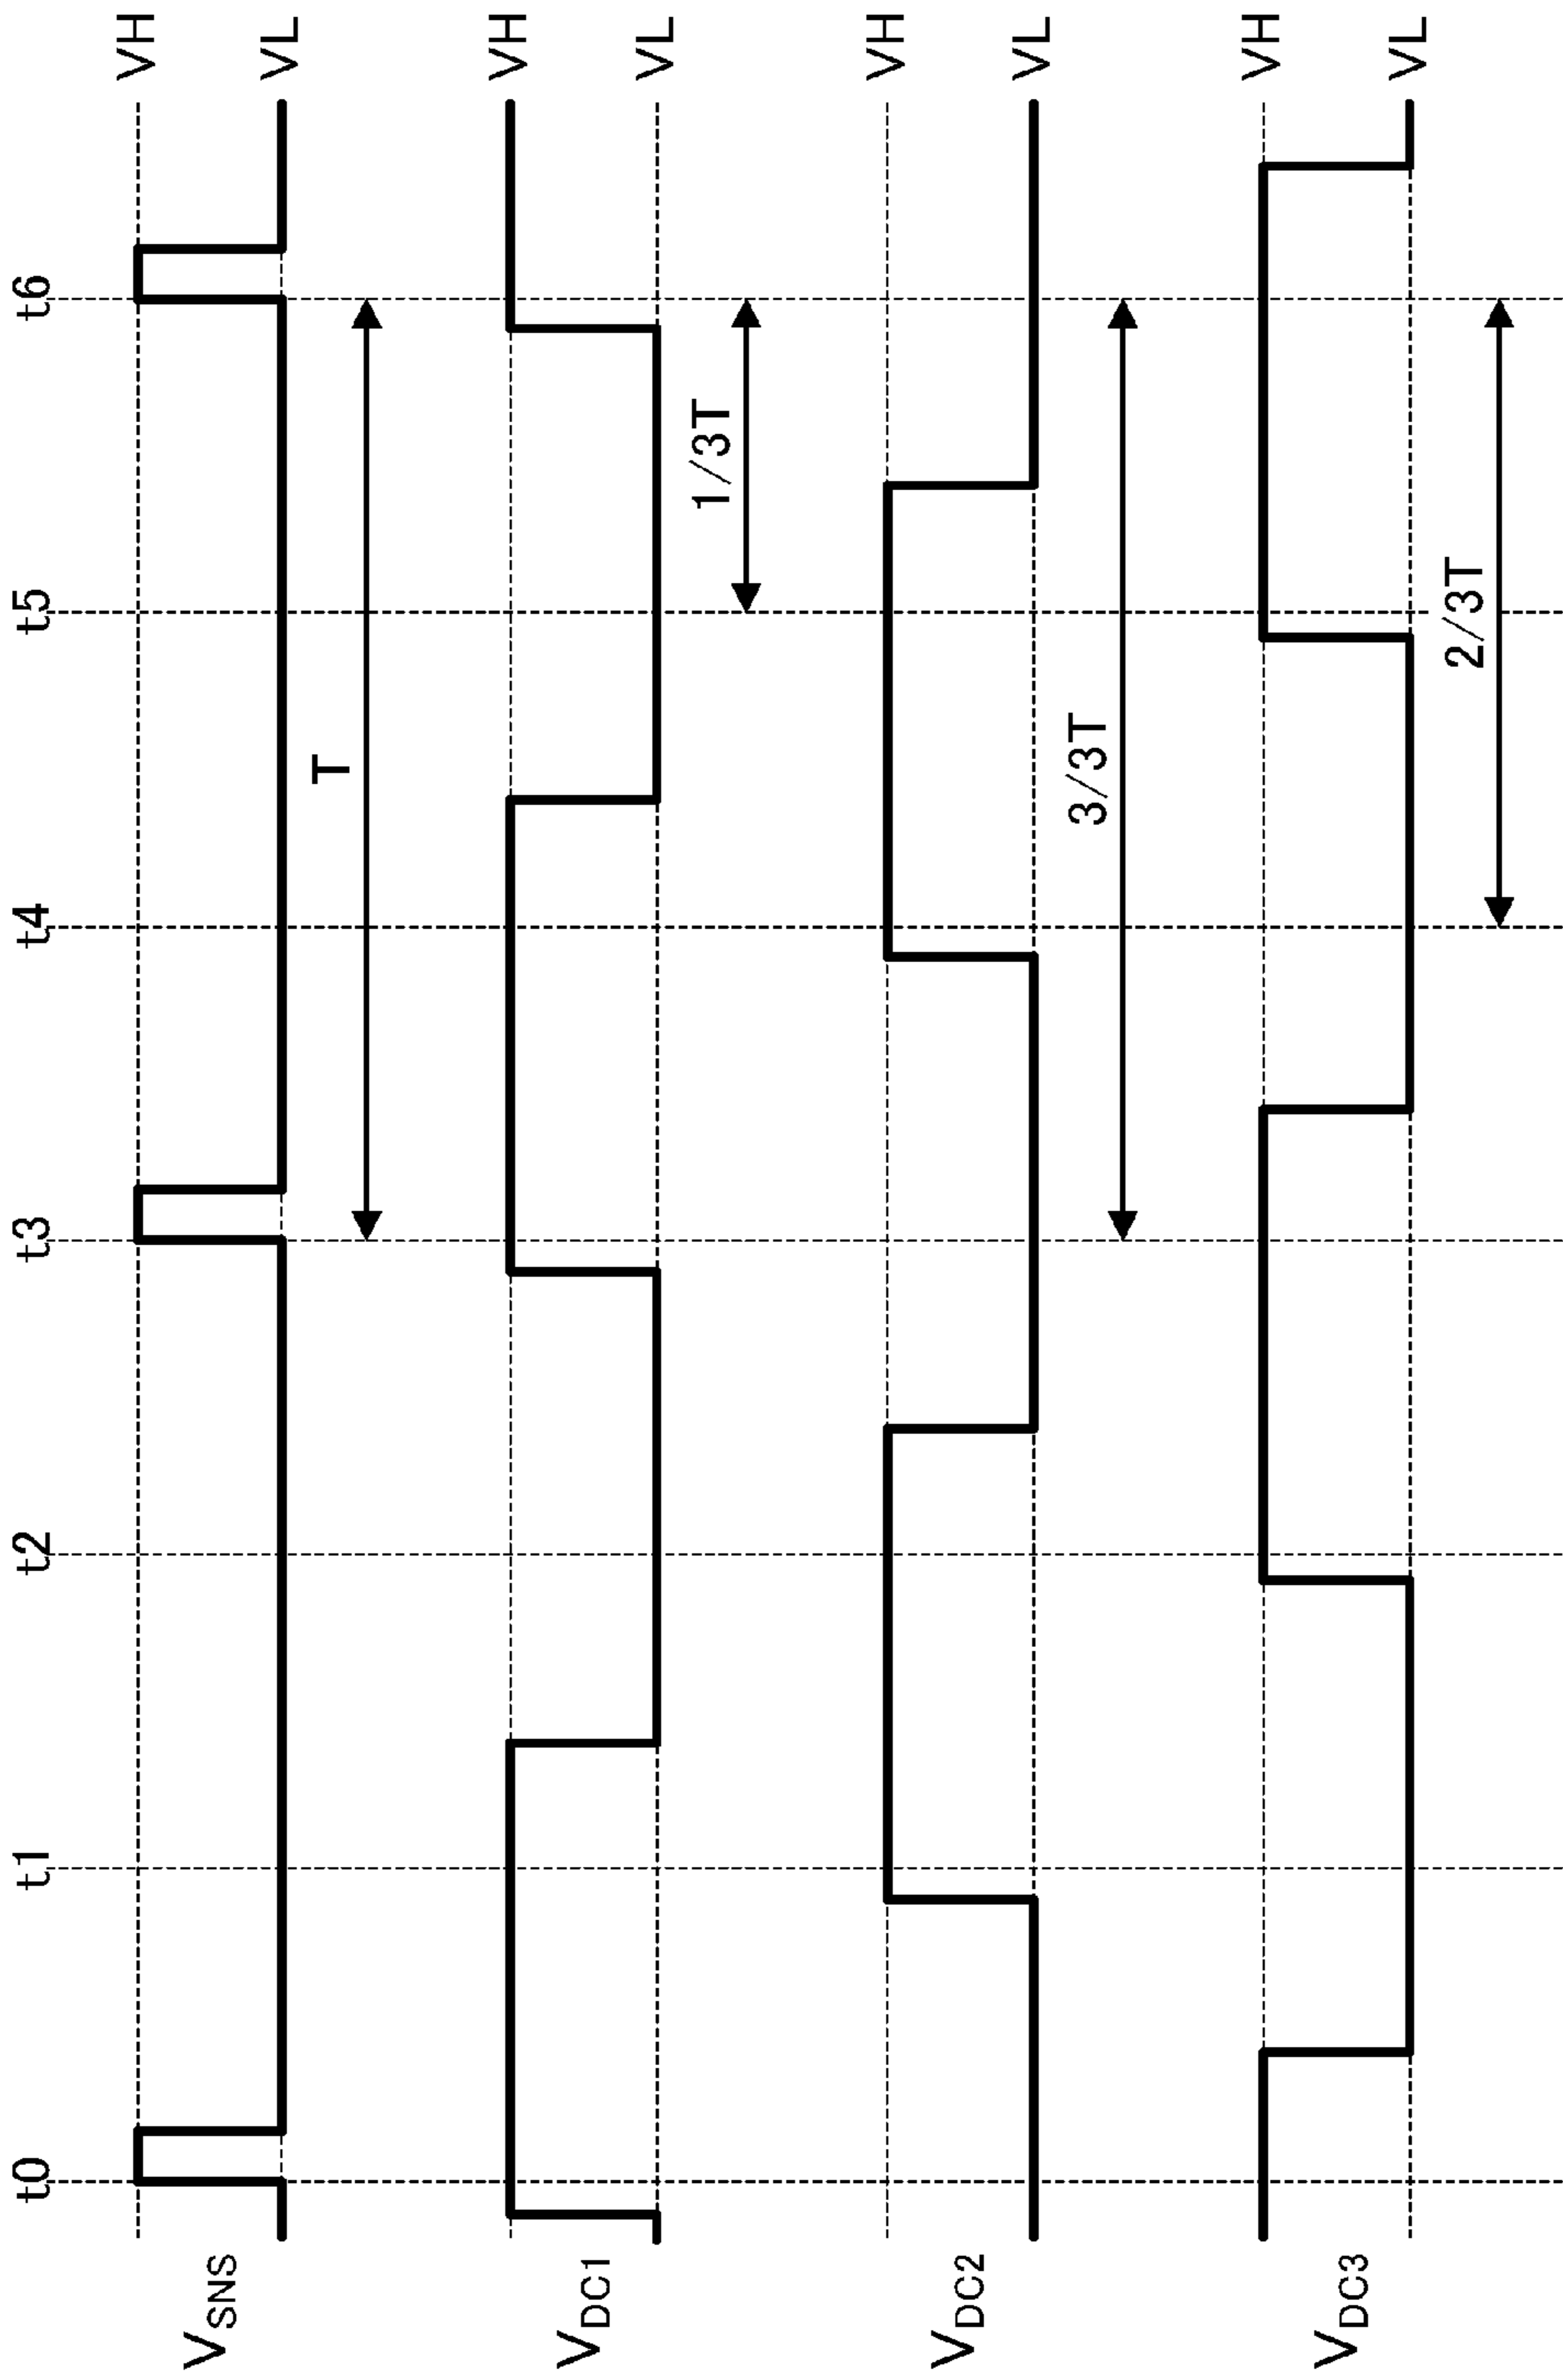 t0 t1 t2 t3 t4 t5 t6
VH
VSNS
VL
T
VH
VDC1
VL
1/3T
VH
VDC2
VL
3/3T
VH
VDC3
VL
2/3T